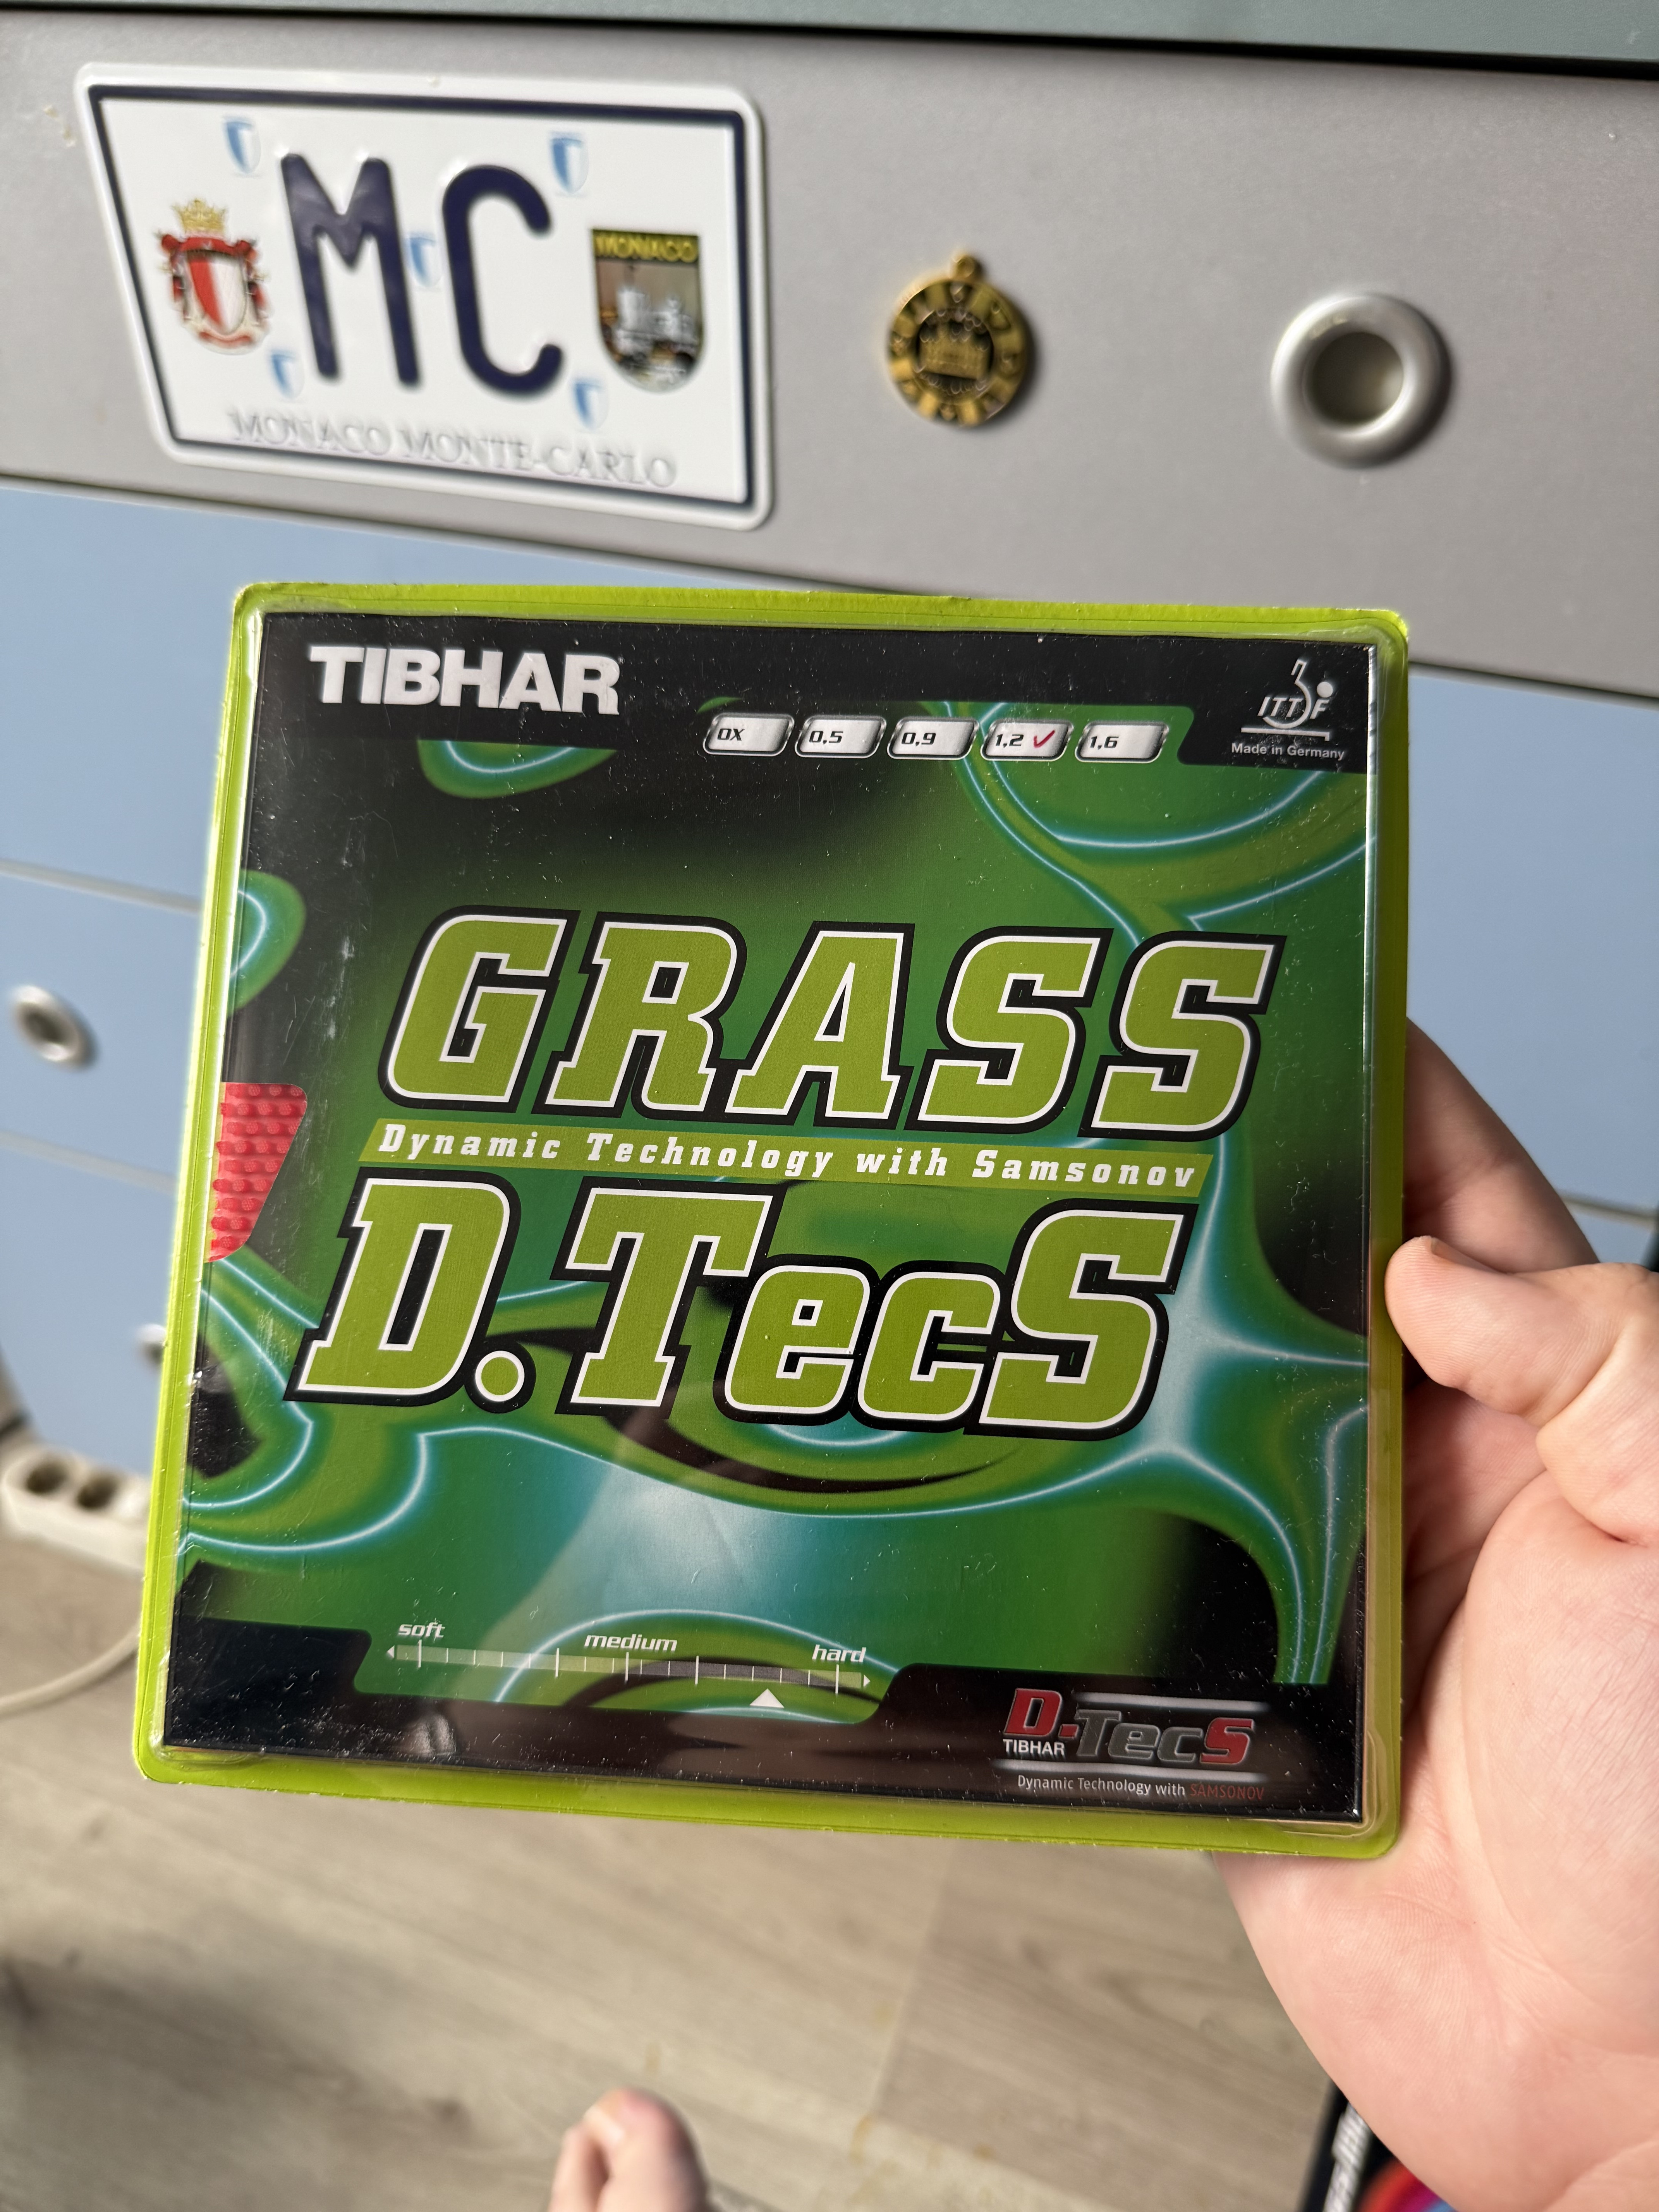 MC
MONACO
MONACO MONTE-CARLO
TIBHAR
0X 0,5 0,9 1,2 1,6
ITTF
Made in Germany
GRASS
Dynamic Technology with Samsonov
D.TecS
soft medium hard
D.TecS
TIBHAR
Dynamic Technology with SAMSONOV